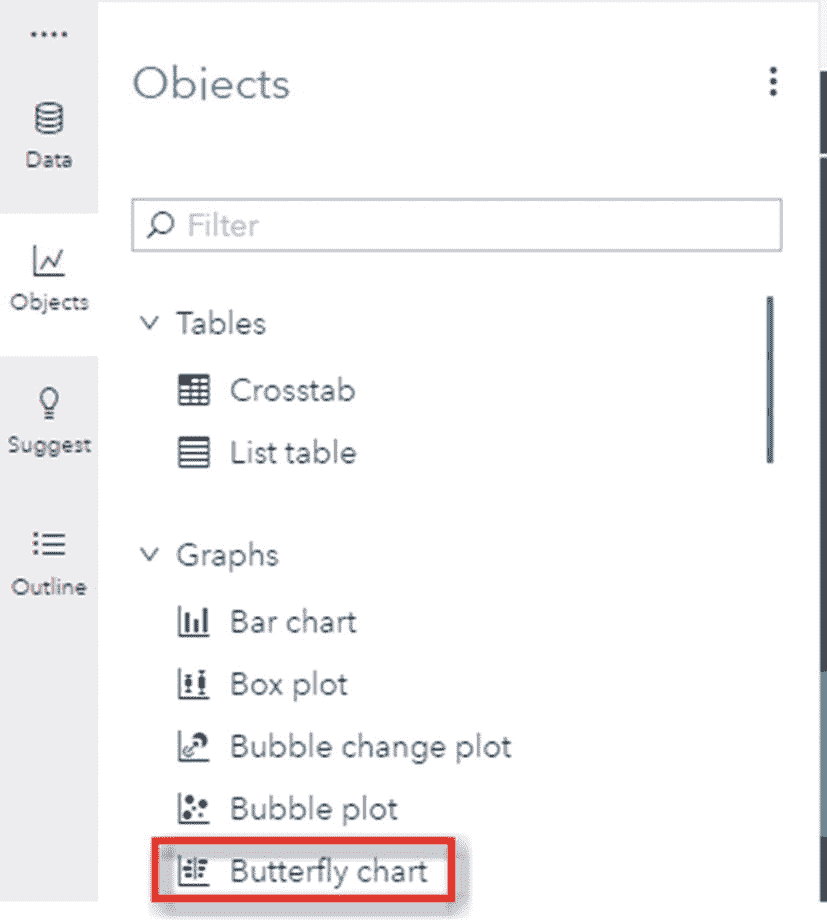 Data
Objects
Suggest
Outline
Objects
Filter
Tables
Crosstab
List table
Graphs
Bar chart
Box plot
Bubble change plot
Bubble plot
Butterfly chart